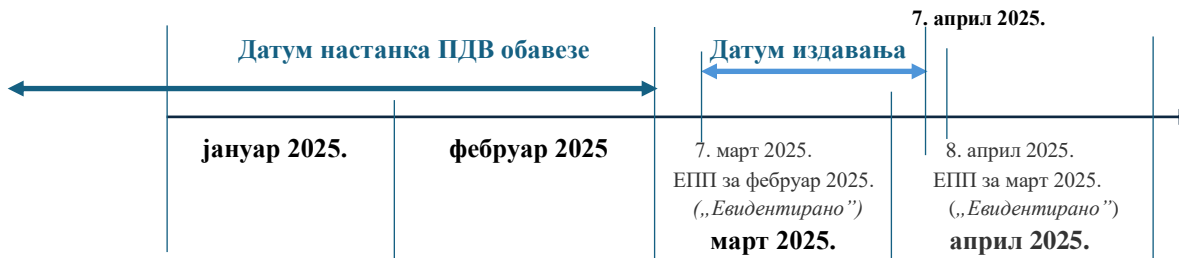 7. април 2025.
Датум настанка ПДВ обавезе
Датум издавања
јануар 2025.
фебруар 2025
7. март 2025.
ЕПП за фебруар 2025.
(„Евидентирано”)
март 2025.
8. април 2025.
ЕПП за март 2025.
(„Евидентирано”)
април 2025.